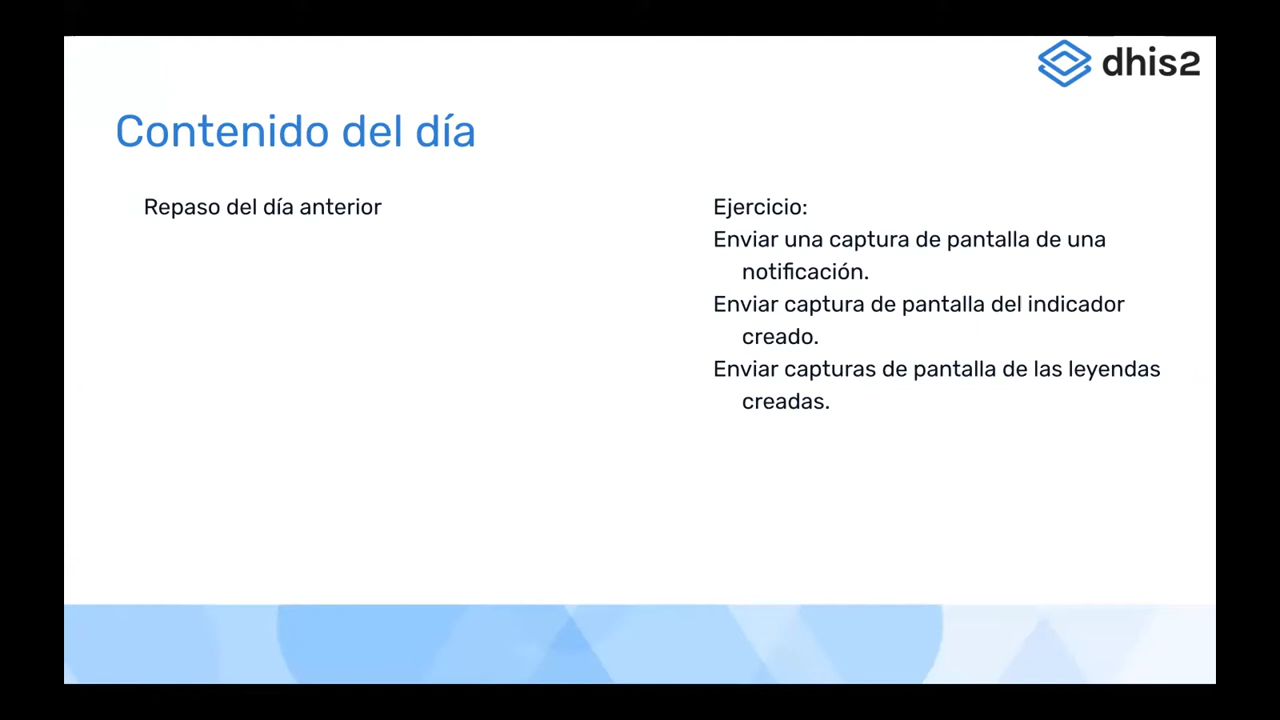 dhis2
Contenido del día
Repaso del día anterior
Ejercicio:
Enviar una captura de pantalla de una
notificación.
Enviar captura de pantalla del indicador
creado.
Enviar capturas de pantalla de las leyendas
creadas.